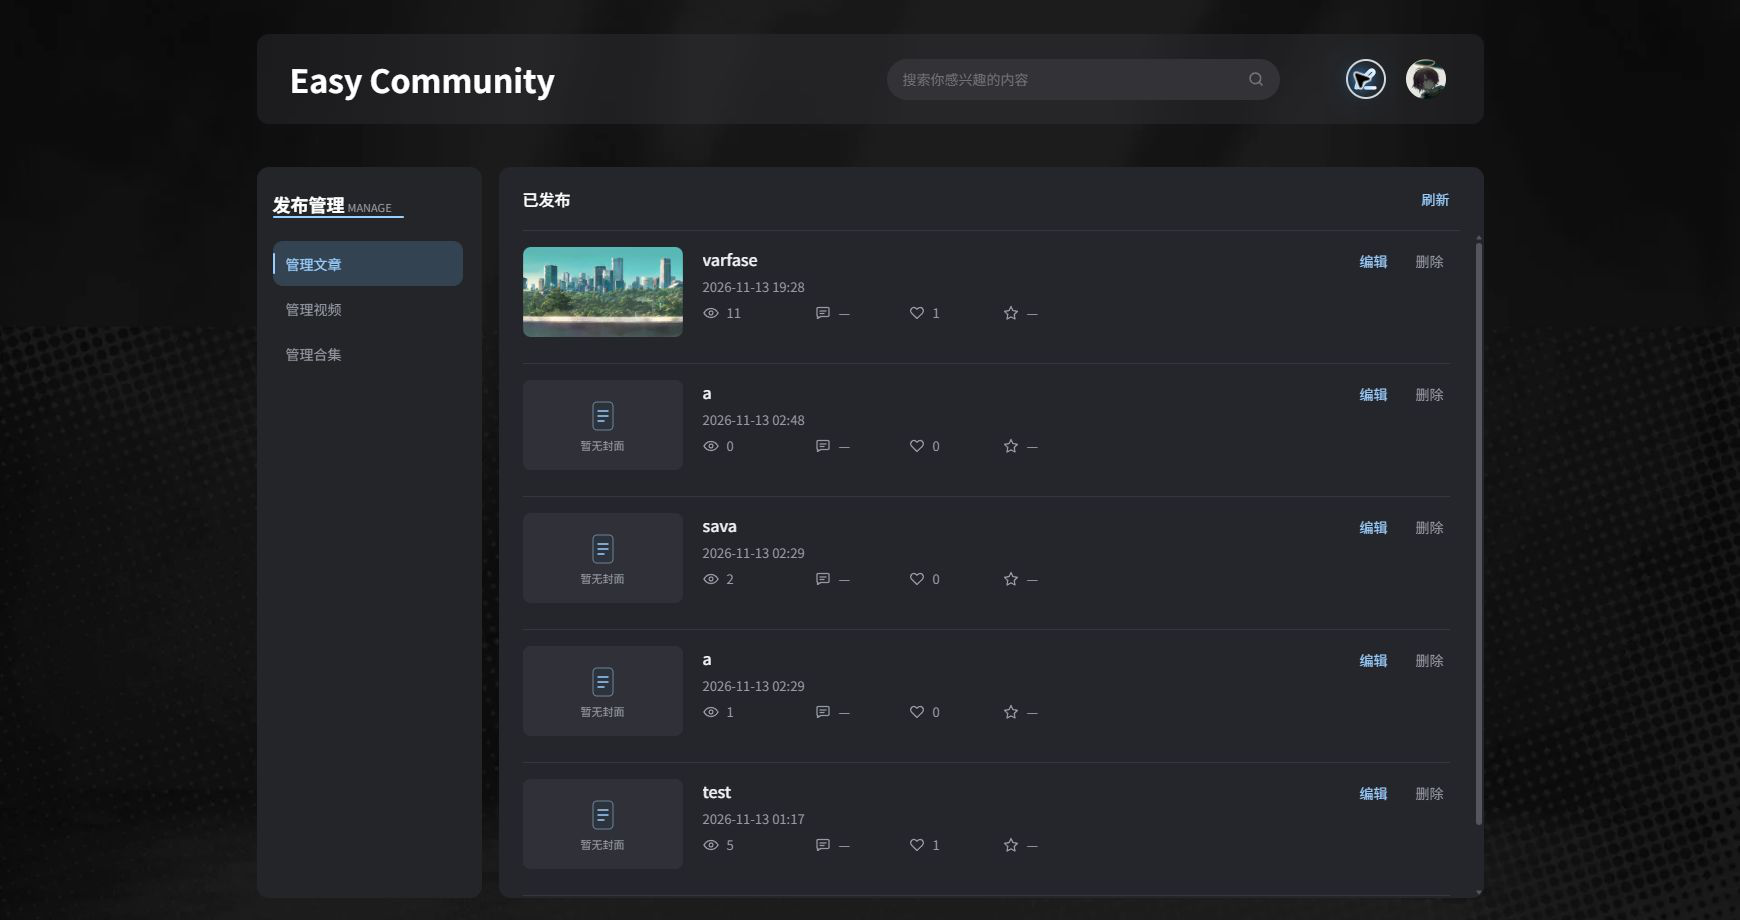 Easy Community
搜索你感兴趣的内容
发布管理 MANAGE
管理文章
管理视频
管理合集
已发布
刷新
varfase
编辑 删除
2026-11-13 19:28
11 — 1 —
暂无封面
a
编辑 删除
2026-11-13 02:48
0 — 0 —
暂无封面
sava
编辑 删除
2026-11-13 02:29
2 — 0 —
暂无封面
a
编辑 删除
2026-11-13 02:29
1 — 0 —
暂无封面
test
编辑 删除
2026-11-13 01:17
5 — 1 —